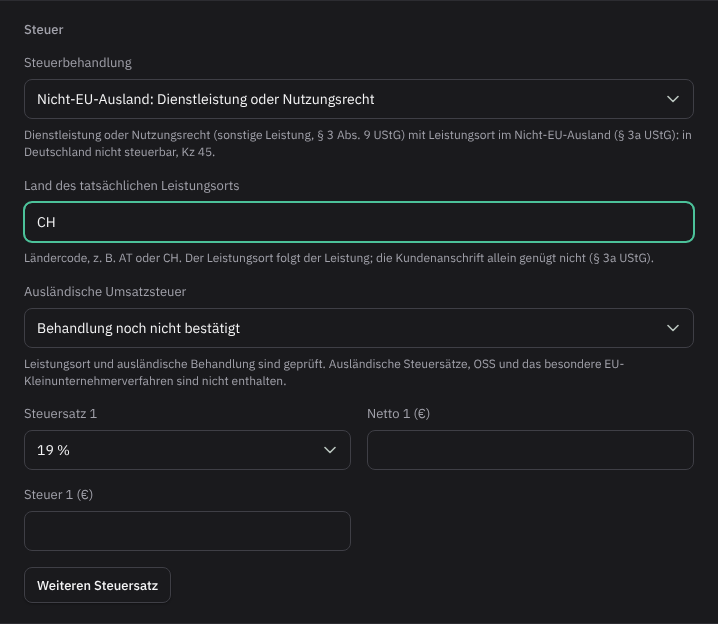 Steuer
Steuerbehandlung
Nicht-EU-Ausland: Dienstleistung oder Nutzungsrecht
Dienstleistung oder Nutzungsrecht (sonstige Leistung, § 3 Abs. 9 UStG) mit Leistungsort im Nicht-EU-Ausland (§ 3a UStG); in
Deutschland nicht steuerbar, Kz 45.
Land des tatsächlichen Leistungsorts
CH
Ländercode, z. B. AT oder CH. Der Leistungsort folgt der Leistung; die Kundenanschrift allein genügt nicht (§ 3a UStG).
Ausländische Umsatzsteuer
Behandlung noch nicht bestätigt
Leistungsort und ausländische Behandlung sind geprüft. Ausländische Steuersätze, OSS und das besondere EU-
Kleinunternehmerverfahren sind nicht enthalten.
Steuersatz 1
Netto 1 (€)
19 %
Steuer 1 (€)
Weiteren Steuersatz